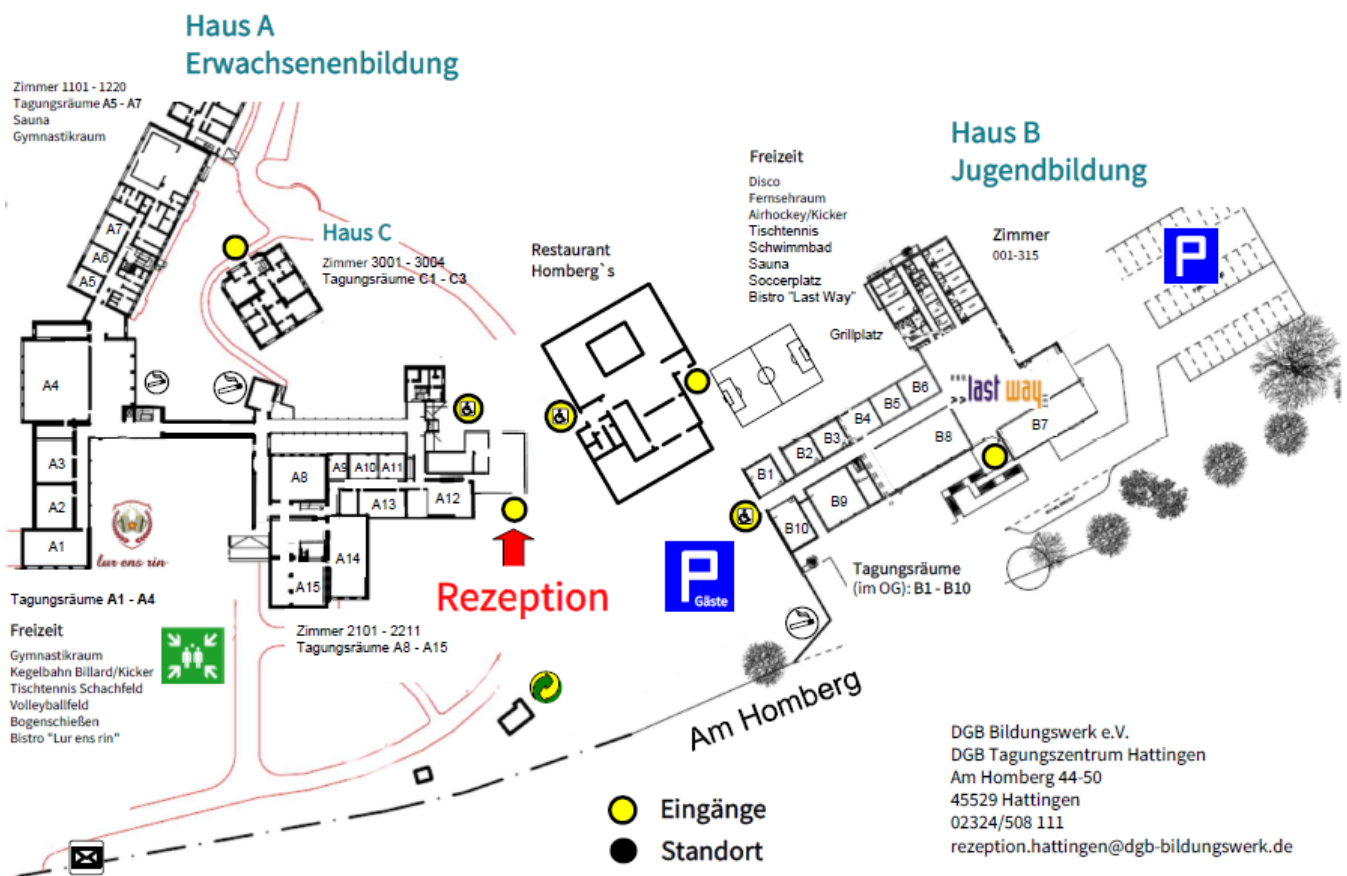 Haus A
Erwachsenenbildung
Zimmer 1101 - 1220
Tagungsräume A5 - A7
Sauna
Gymnastikraum
A7
A6
A5
Haus C
Zimmer 3001 - 3004
Tagungsräume C1 - C3
Restaurant
Homberg`s
Freizeit
Disco
Fernsehraum
Airhockey/Kicker
Tischtennis
Schwimmbad
Sauna
Soccerplatz
Bistro "Last Way"
Grillplatz
Haus B
Jugendbildung
Zimmer
001-315
P
A4
A3
A2
A1
lur ens rin
A8
A9
A10
A11
A12
A13
A14
A15
Rezeption
B6
B5
B4
B3
B2
B1
>>last way
B7
B8
B9
B10
P
Gäste
Tagungsräume
(im OG): B1 - B10
Tagungsräume A1 - A4
Freizeit
Gymnastikraum
Kegelbahn Billard/Kicker
Tischtennis Schachfeld
Volleyballfeld
Bogenschießen
Bistro "Lur ens rin"
Zimmer 2101 - 2211
Tagungsräume A8 - A15
Am Homberg
Eingänge
Standort
DGB Bildungswerk e.V.
DGB Tagungszentrum Hattingen
Am Homberg 44-50
45529 Hattingen
02324/508 111
rezeption.hattingen@dgb-bildungswerk.de